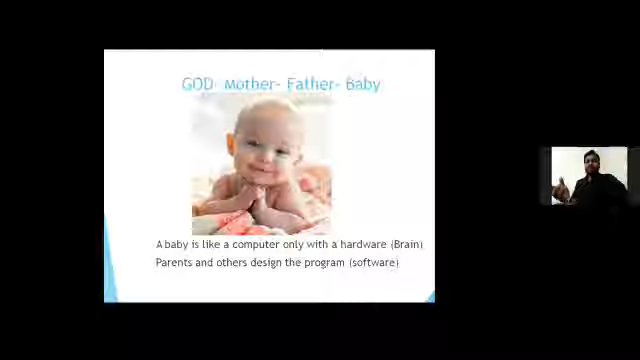 GOD- Mother- Father- Baby
A baby is like a computer only with a hardware (Brain)
Parents and others design the program (software)